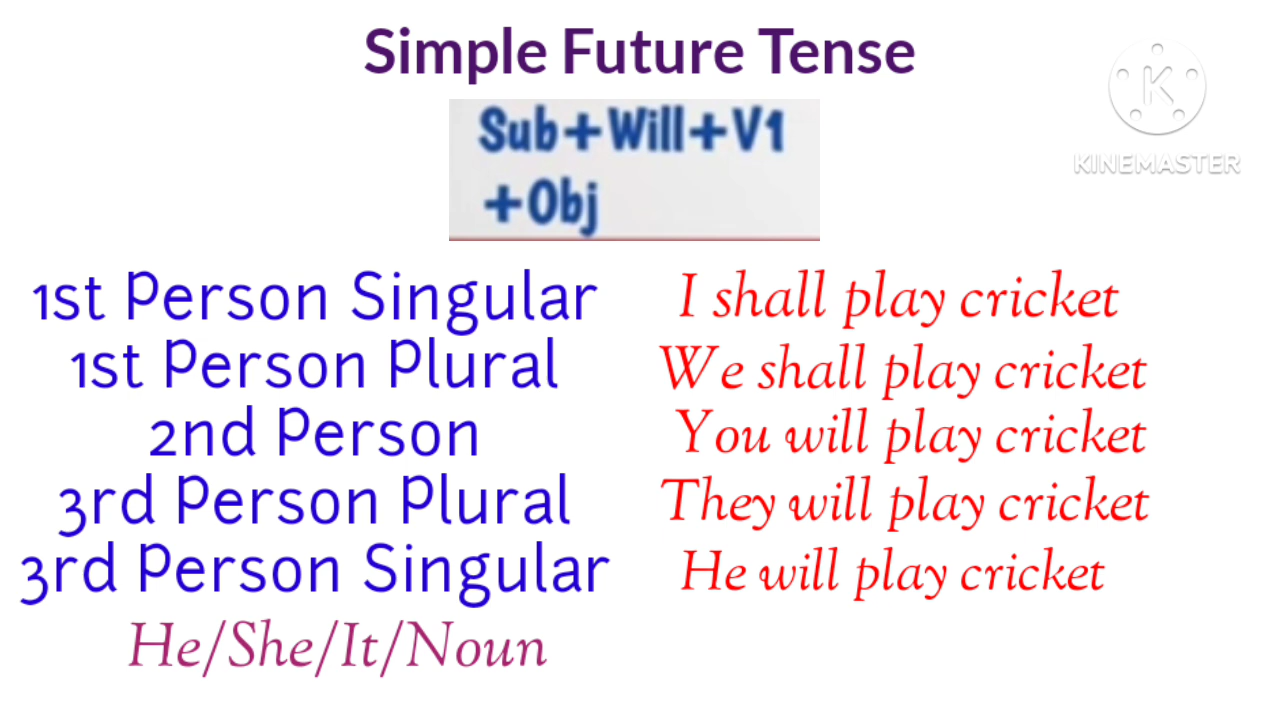 Simple Future Tense
K
KINEMASTER
Sub+Will+V1
+Obj
1st Person Singular
I shall play cricket
1st Person Plural
We shall play cricket
2nd Person
You will play cricket
3rd Person Plural
They will play cricket
3rd Person Singular
He will play cricket
He/She/It/Noun